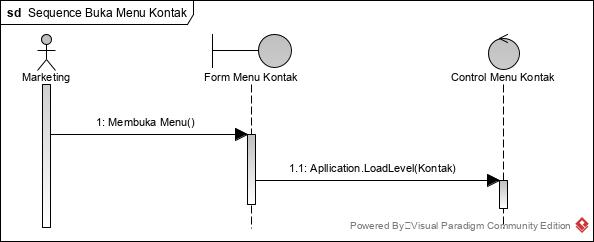 sd Sequence Buka Menu Kontak
Marketing
Form Menu Kontak
Control Menu Kontak
1: Membuka Menu()
1.1: Apllication.LoadLevel(Kontak)
Powered By Visual Paradigm Community Edition